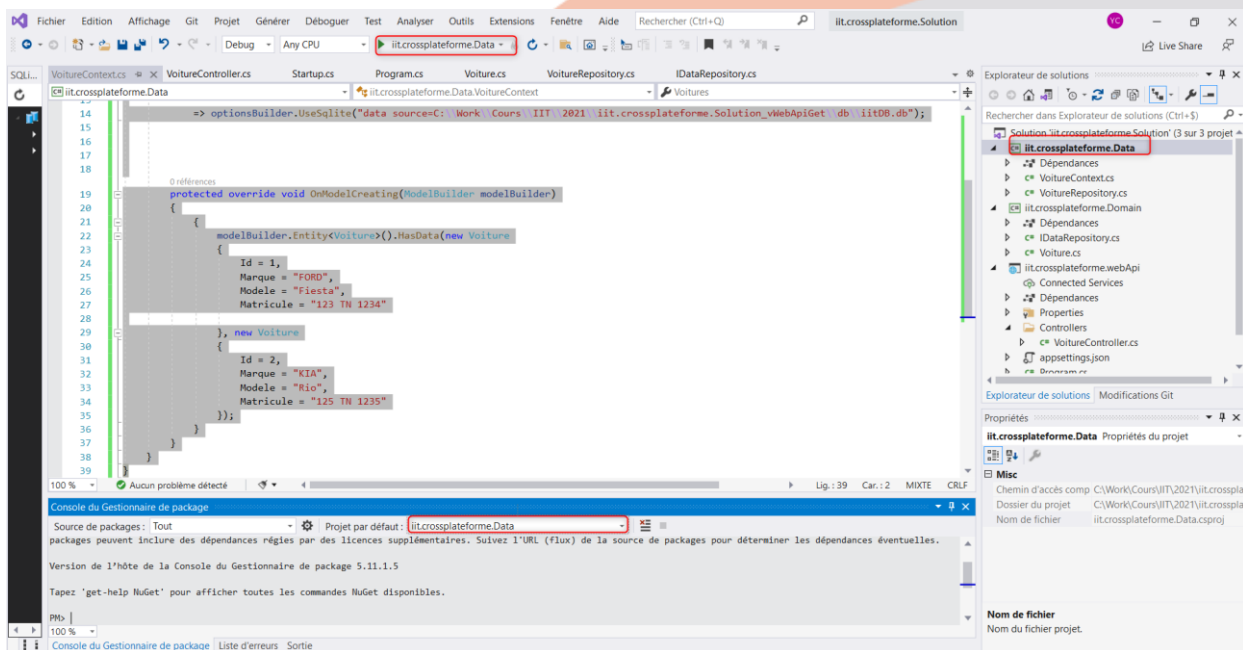 Fichier Edition Affichage Git Projet Générer Déboguer Test Analyser Outils Extensions Fenêtre Aide Rechercher (Ctrl+Q) iit.crossplateforme.Solution YC
Debug Any CPU iit.crossplateforme.Data Live Share
SQLi... VoitureContext.cs VoitureController.cs Startup.cs Program.cs Voiture.cs VoitureRepository.cs IDataRepository.cs
iit.crossplateforme.Data iit.crossplateforme.Data.VoitureContext Voitures
14 => optionsBuilder.UseSqlite("data source=C:\\Work\\Cours\\IIT\\2021\\iit.crossplateforme.Solution_vWebApiGet\\db\\iitDB.db");
15
16
17
18
0 références
19 protected override void OnModelCreating(ModelBuilder modelBuilder)
20 {
21 {
22 modelBuilder.Entity<Voiture>().HasData(new Voiture
23 {
24 Id = 1,
25 Marque = "FORD",
26 Modele = "Fiesta",
27 Matricule = "123 TN 1234"
28
29 }, new Voiture
30 {
31 Id = 2,
32 Marque = "KIA",
33 Modele = "Rio",
34 Matricule = "125 TN 1235"
35 });
36 }
37 }
38 }
39 }
100 % Aucun problème détecté Lig. : 39 Car. : 2 MIXTE CRLF
Console du Gestionnaire de package
Source de packages : Tout Projet par défaut : iit.crossplateforme.Data
packages peuvent inclure des dépendances régies par des licences supplémentaires. Suivez l'URL (flux) de la source de packages pour déterminer les dépendances éventuelles.
Version de l'hôte de la Console du Gestionnaire de package 5.11.1.5
Tapez 'get-help NuGet' pour afficher toutes les commandes NuGet disponibles.
PM>
100 %
Console du Gestionnaire de package Liste d'erreurs Sortie
Explorateur de solutions
Rechercher dans Explorateur de solutions (Ctrl+$)
Solution 'iit.crossplateforme.Solution' (3 sur 3 projet
iit.crossplateforme.Data
Dépendances
VoitureContext.cs
VoitureRepository.cs
iit.crossplateforme.Domain
Dépendances
IDataRepository.cs
Voiture.cs
iit.crossplateforme.webApi
Connected Services
Dépendances
Properties
Controllers
VoitureController.cs
appsettings.json
Program.cs
Explorateur de solutions Modifications Git
Propriétés
iit.crossplateforme.Data Propriétés du projet
Misc
Chemin d'accès comp C:\Work\Cours\IIT\2021\iit.crosspla
Dossier du projet C:\Work\Cours\IIT\2021\iit.crosspla
Nom de fichier iit.crossplateforme.Data.csproj
Nom de fichier
Nom du fichier projet.